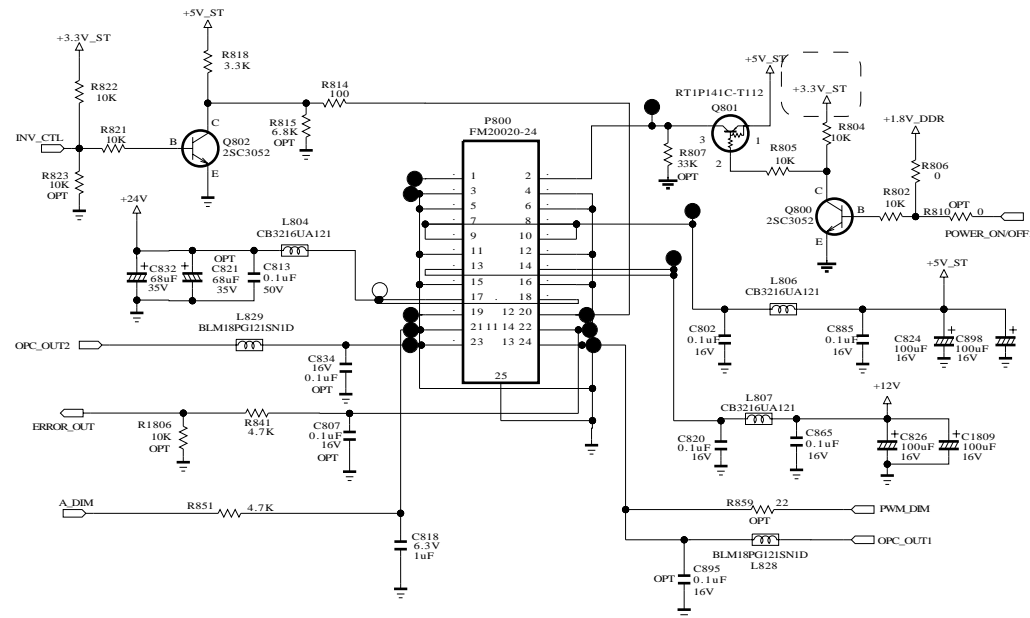 +5V_ST
+3.3V_ST
R818
3.3K
R822
10K
R814
100
R815
6.8K
OPT
INV_CTL
R821
10K
B
C
E
Q802
2SC3052
R823
10K
OPT
+24V
L804
CB3216UA121
C832
68uF
35V
OPT
C821
68uF
35V
C813
0.1uF
50V
L829
BLM18PG121SN1D
OPC_OUT2
C834
16V
0.1uF
OPT
ERROR_OUT
R1806
10K
OPT
R841
4.7K
C807
0.1uF
16V
OPT
A_DIM
R851
4.7K
C818
6.3V
1uF
P800
FM20020-24
1
2
3
4
5
6
7
8
9
10
11
12
13
14
15
16
17
18
19
12 20
21 11
14 22
23
13 24
25
+5V_ST
RT1P141C-T112
Q801
3
1
2
R807
33K
OPT
+3.3V_ST
R804
10K
R805
10K
+1.8V_DDR
R806
0
C
B
E
Q800
2SC3052
R802
10K
R810
OPT
0
POWER_ON/OFF
+5V_ST
L806
CB3216UA121
C802
0.1uF
16V
C885
0.1uF
16V
C824
100uF
16V
C898
100uF
16V
+12V
L807
CB3216UA121
C820
0.1uF
16V
C865
0.1uF
16V
C826
100uF
16V
C1809
100uF
16V
R859
22
OPT
PWM_DIM
OPC_OUT1
BLM18PG121SN1D
L828
OPT
C895
0.1uF
16V